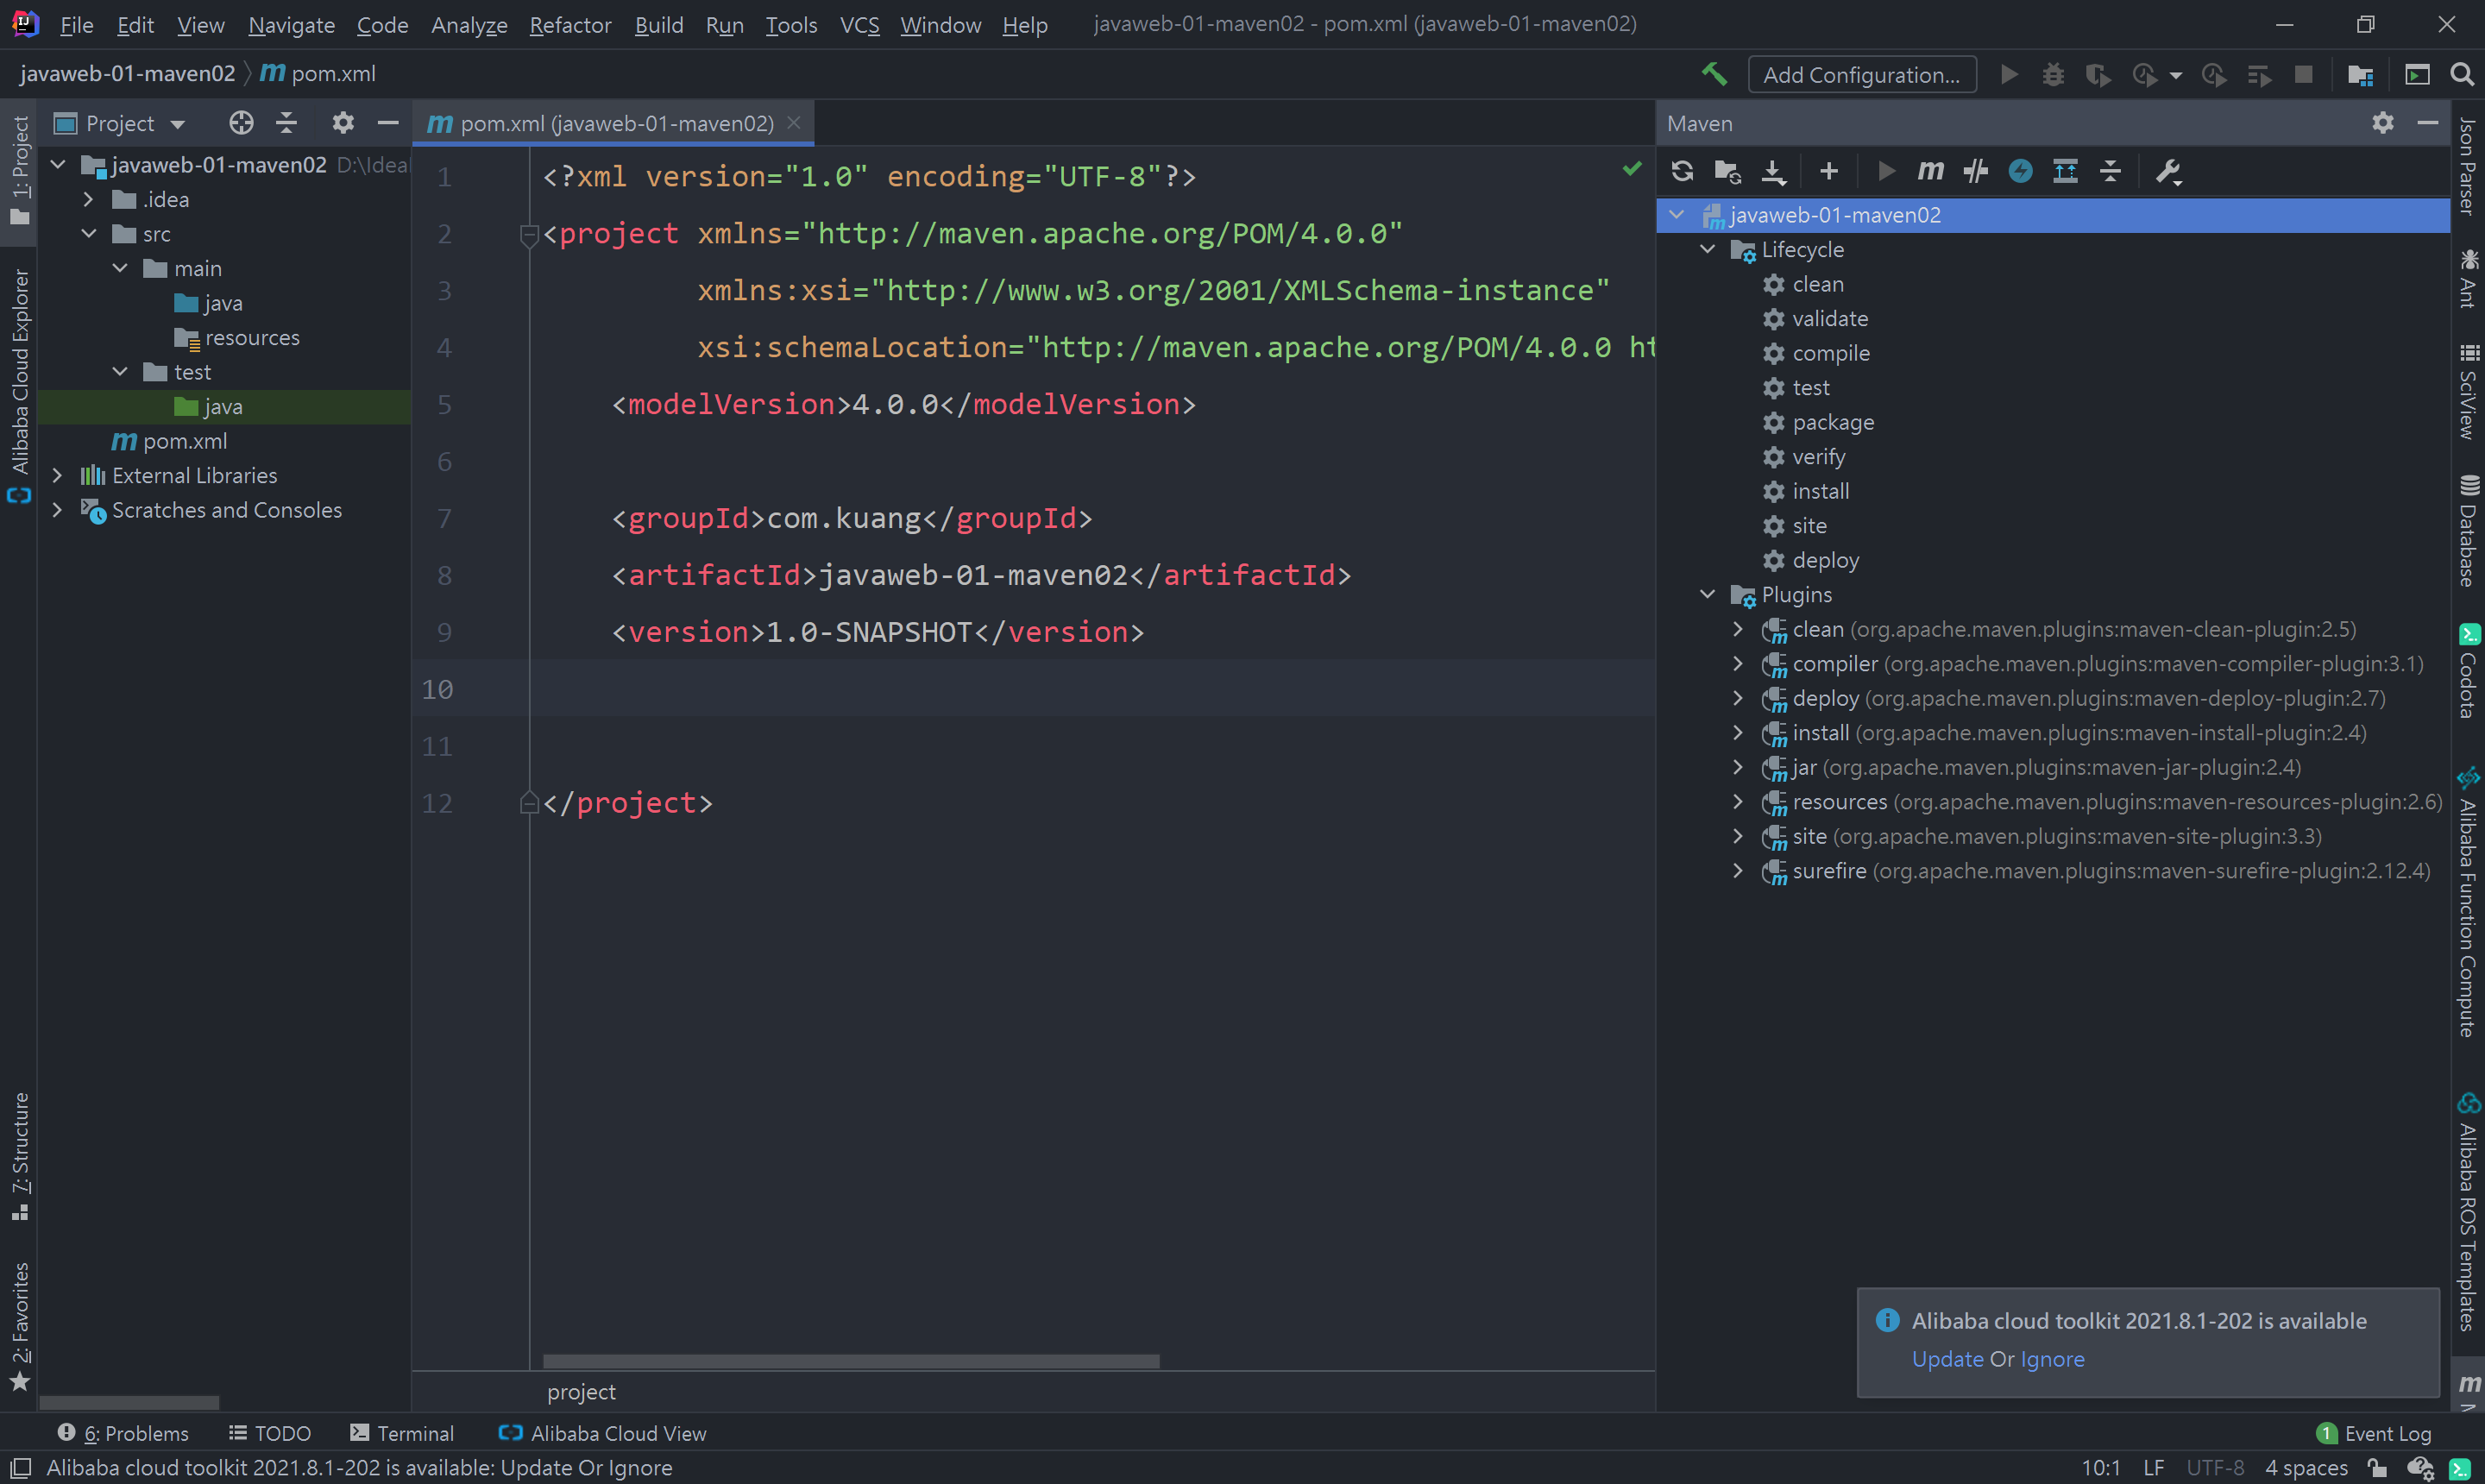 File Edit View Navigate Code Analyze Refactor Build Run Tools VCS Window Help javaweb-01-maven02 - pom.xml (javaweb-01-maven02)
javaweb-01-maven02 pom.xml
Add Configuration...
1: Project
Alibaba Cloud Explorer
7: Structure
2: Favorites
Project
javaweb-01-maven02 D:\Idea
.idea
src
main
java
resources
test
java
pom.xml
External Libraries
Scratches and Consoles
pom.xml (javaweb-01-maven02)
1 <?xml version="1.0" encoding="UTF-8"?>
2 <project xmlns="http://maven.apache.org/POM/4.0.0"
3 xmlns:xsi="http://www.w3.org/2001/XMLSchema-instance"
4 xsi:schemaLocation="http://maven.apache.org/POM/4.0.0 ht
5 <modelVersion>4.0.0</modelVersion>
6
7 <groupId>com.kuang</groupId>
8 <artifactId>javaweb-01-maven02</artifactId>
9 <version>1.0-SNAPSHOT</version>
10
11
12 </project>
project
Maven
javaweb-01-maven02
Lifecycle
clean
validate
compile
test
package
verify
install
site
deploy
Plugins
clean (org.apache.maven.plugins:maven-clean-plugin:2.5)
compiler (org.apache.maven.plugins:maven-compiler-plugin:3.1)
deploy (org.apache.maven.plugins:maven-deploy-plugin:2.7)
install (org.apache.maven.plugins:maven-install-plugin:2.4)
jar (org.apache.maven.plugins:maven-jar-plugin:2.4)
resources (org.apache.maven.plugins:maven-resources-plugin:2.6)
site (org.apache.maven.plugins:maven-site-plugin:3.3)
surefire (org.apache.maven.plugins:maven-surefire-plugin:2.12.4)
Json Parser
Ant
SciView
Database
Codota
Alibaba Function Compute
Alibaba ROS Templates
Alibaba cloud toolkit 2021.8.1-202 is available
Update Or Ignore
6: Problems TODO Terminal Alibaba Cloud View 1 Event Log
Alibaba cloud toolkit 2021.8.1-202 is available: Update Or Ignore 10:1 LF UTF-8 4 spaces